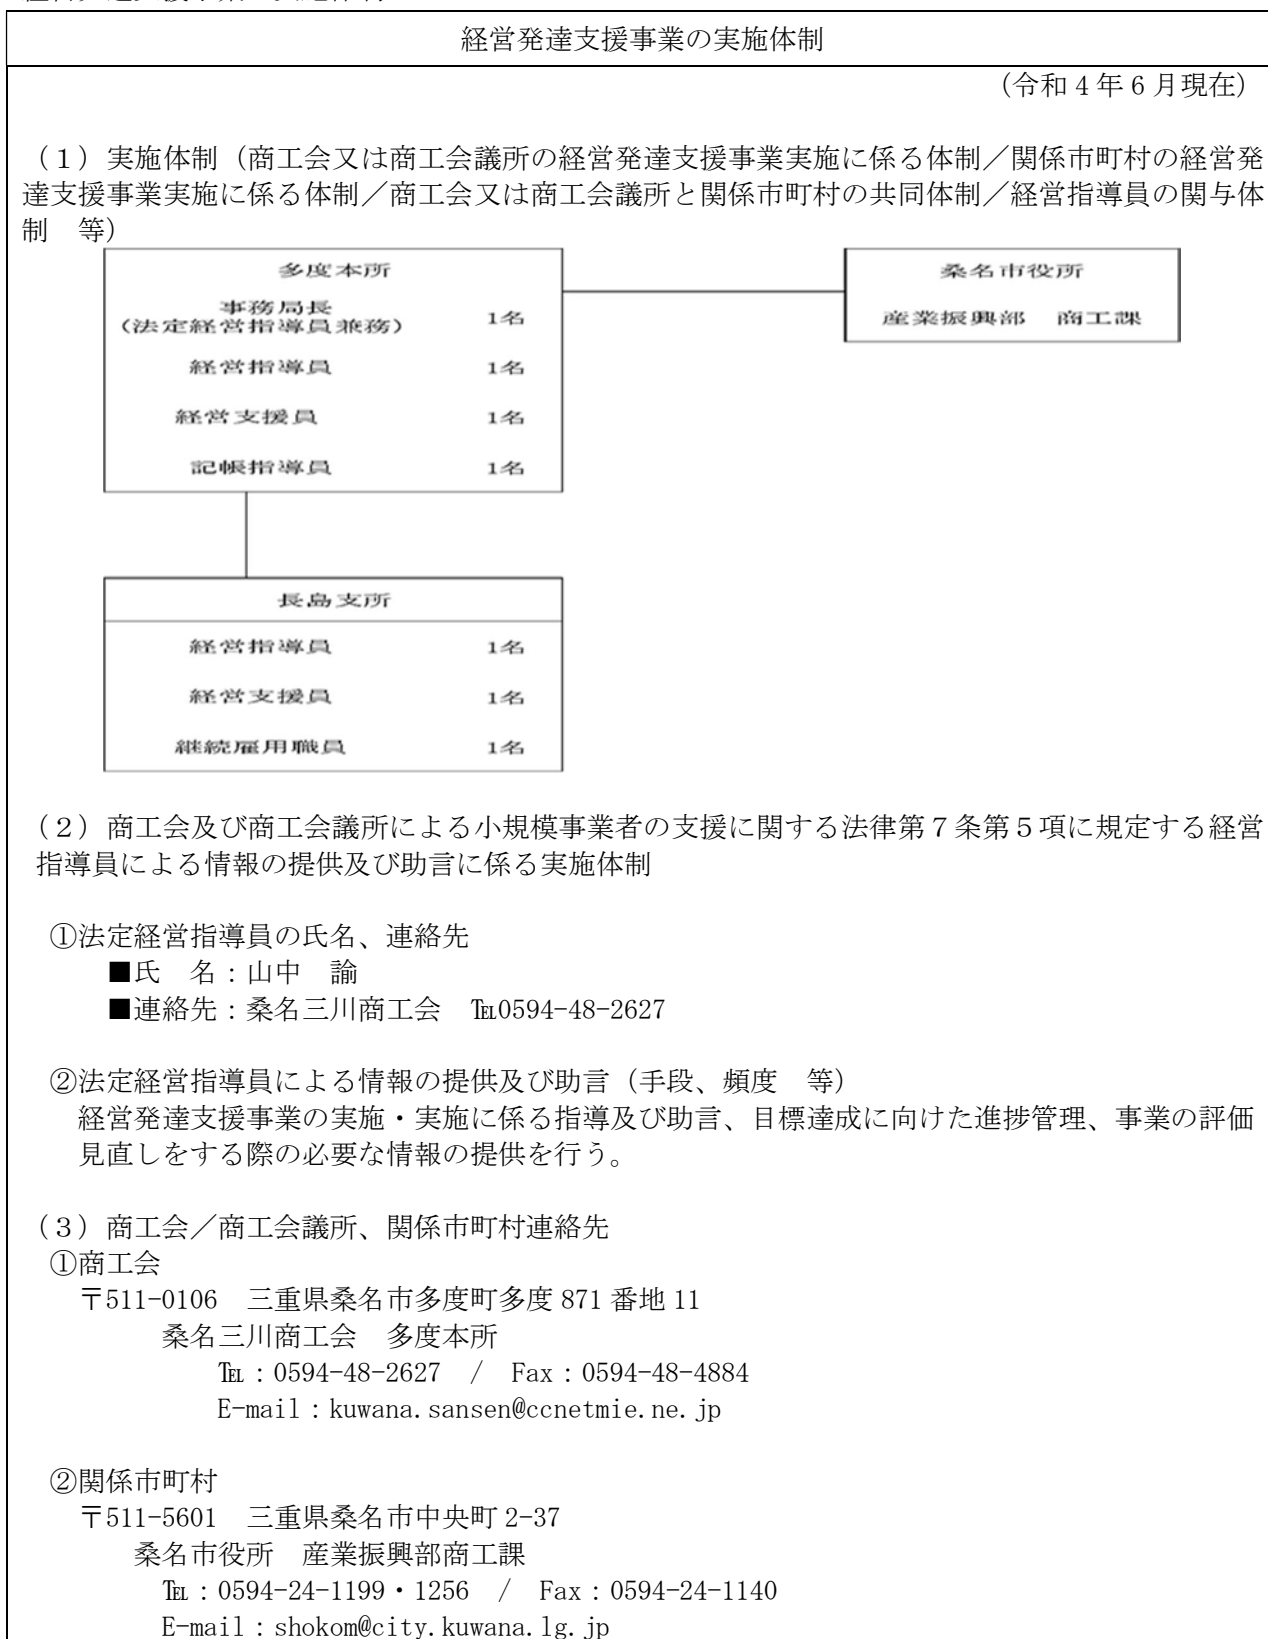 経営発達支援事業の実施体制
（令和４年６月現在）
（１）実施体制（商工会又は商工会議所の経営発達支援事業実施に係る体制／関係市町村の経営発
達支援事業実施に係る体制／商工会又は商工会議所と関係市町村の共同体制／経営指導員の関与体
制　等）
多度本所
事務局長
（法定経営指導員兼務）　1名
経営指導員　1名
経営支援員　1名
記帳指導員　1名
桑名市役所
産業振興部　商工課
長島支所
経営指導員　1名
経営支援員　1名
継続雇用職員　1名
（２）商工会及び商工会議所による小規模事業者の支援に関する法律第７条第５項に規定する経営
指導員による情報の提供及び助言に係る実施体制
①法定経営指導員の氏名、連絡先
■氏　名：山中　諭
■連絡先：桑名三川商工会　℡0594-48-2627
②法定経営指導員による情報の提供及び助言（手段、頻度　等）
経営発達支援事業の実施・実施に係る指導及び助言、目標達成に向けた進捗管理、事業の評価
見直しをする際の必要な情報の提供を行う。
（３）商工会／商工会議所、関係市町村連絡先
①商工会
〒511-0106　三重県桑名市多度町多度 871 番地 11
桑名三川商工会　多度本所
℡：0594-48-2627　/　Fax：0594-48-4884
E-mail：kuwana.sansen@ccnetmie.ne.jp
②関係市町村
〒511-5601　三重県桑名市中央町 2-37
桑名市役所　産業振興部商工課
℡：0594-24-1199・1256　/　Fax：0594-24-1140
E-mail：shokom@city.kuwana.lg.jp